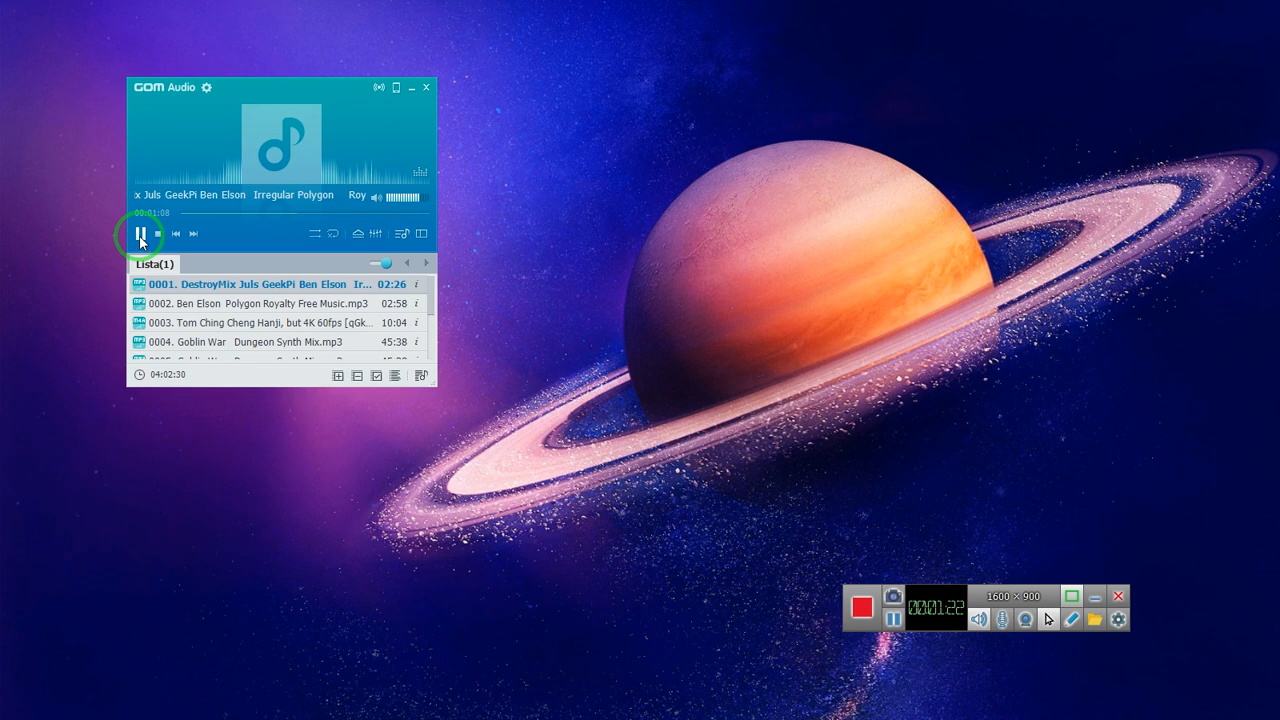 GOM Audio
ix Juls GeekPi Ben Elson Irregular Polygon Roy
00:01:08
Lista(1)
0001. DestroyMix Juls GeekPi Ben Elson Ir... 02:26 i
0002. Ben Elson Polygon Royalty Free Music.mp3 02:58 i
0003. Tom Ching Cheng Hanji, but 4K 60fps [qGk... 10:04 i
0004. Goblin War Dungeon Synth Mix.mp3 45:38 i
04:02:30
1600 × 900
00:01:22